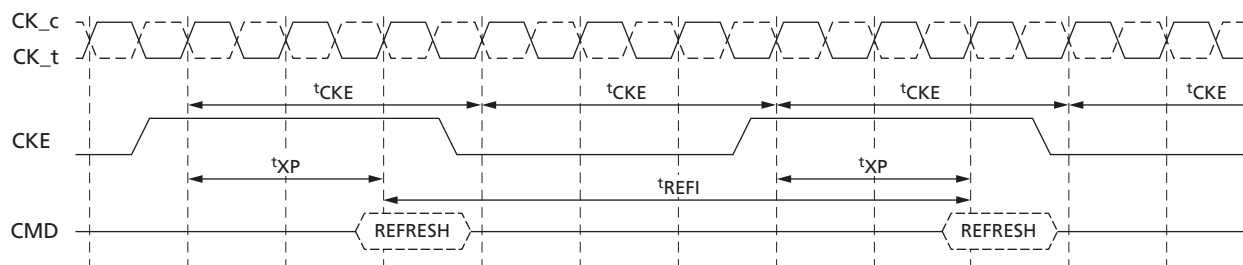 CK_c
CK_t
tCKE tCKE tCKE tCKE
CKE
tXP tXP
tREFI
CMD REFRESH REFRESH